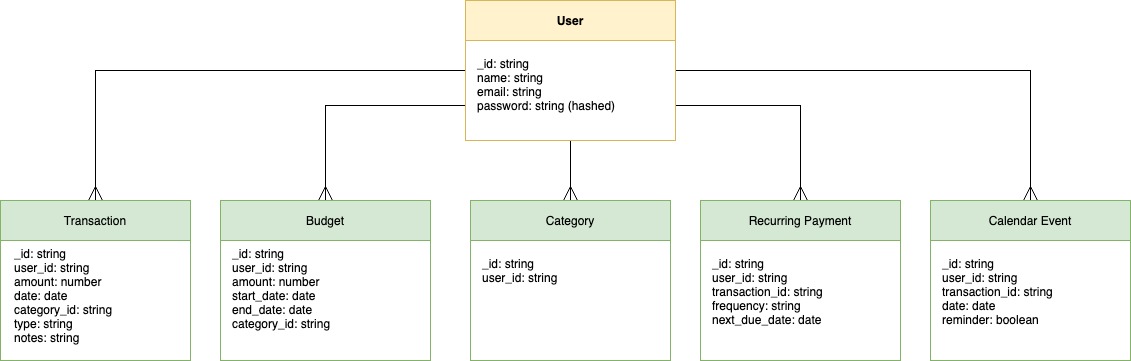 User
_id: string
name: string
email: string
password: string (hashed)
Transaction
_id: string
user_id: string
amount: number
date: date
category_id: string
type: string
notes: string
Budget
_id: string
user_id: string
amount: number
start_date: date
end_date: date
category_id: string
Category
_id: string
user_id: string
Recurring Payment
_id: string
user_id: string
transaction_id: string
frequency: string
next_due_date: date
Calendar Event
_id: string
user_id: string
transaction_id: string
date: date
reminder: boolean